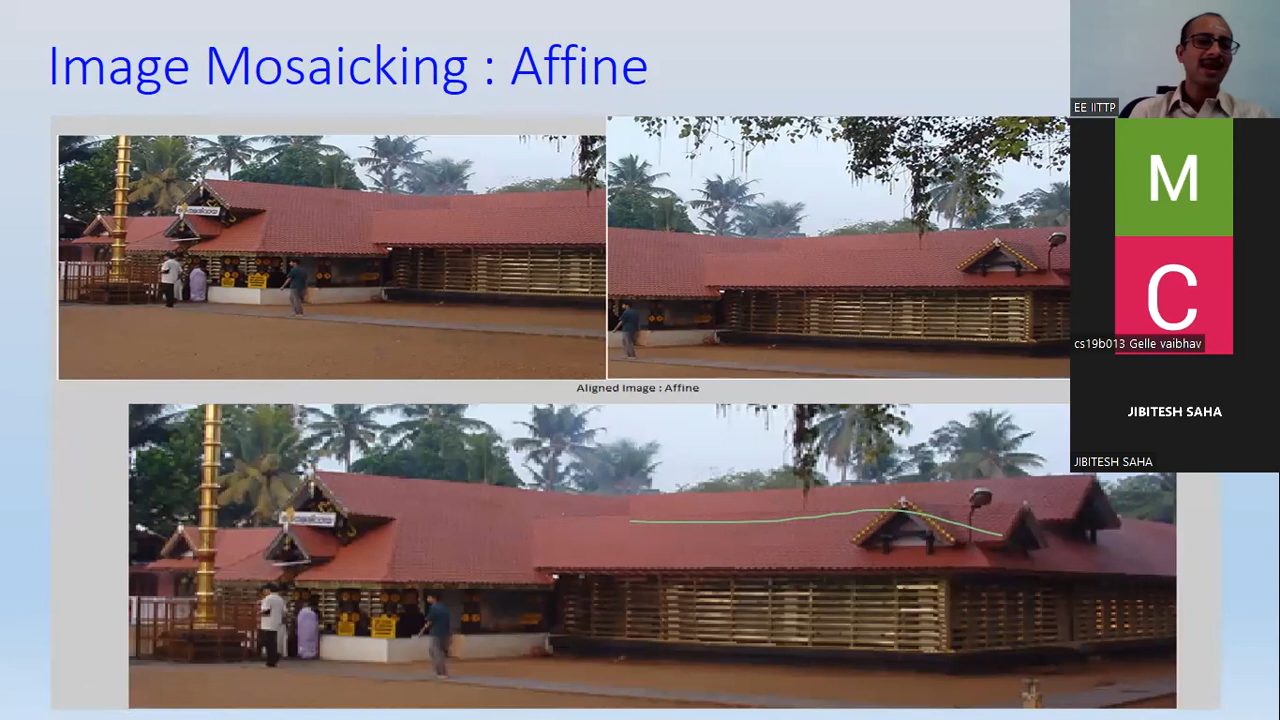 Image Mosaicking : Affine
EE IITTP
M
C
cs19b013 Gelle vaibhav
Aligned Image : Affine
JIBITESH SAHA
JIBITESH SAHA